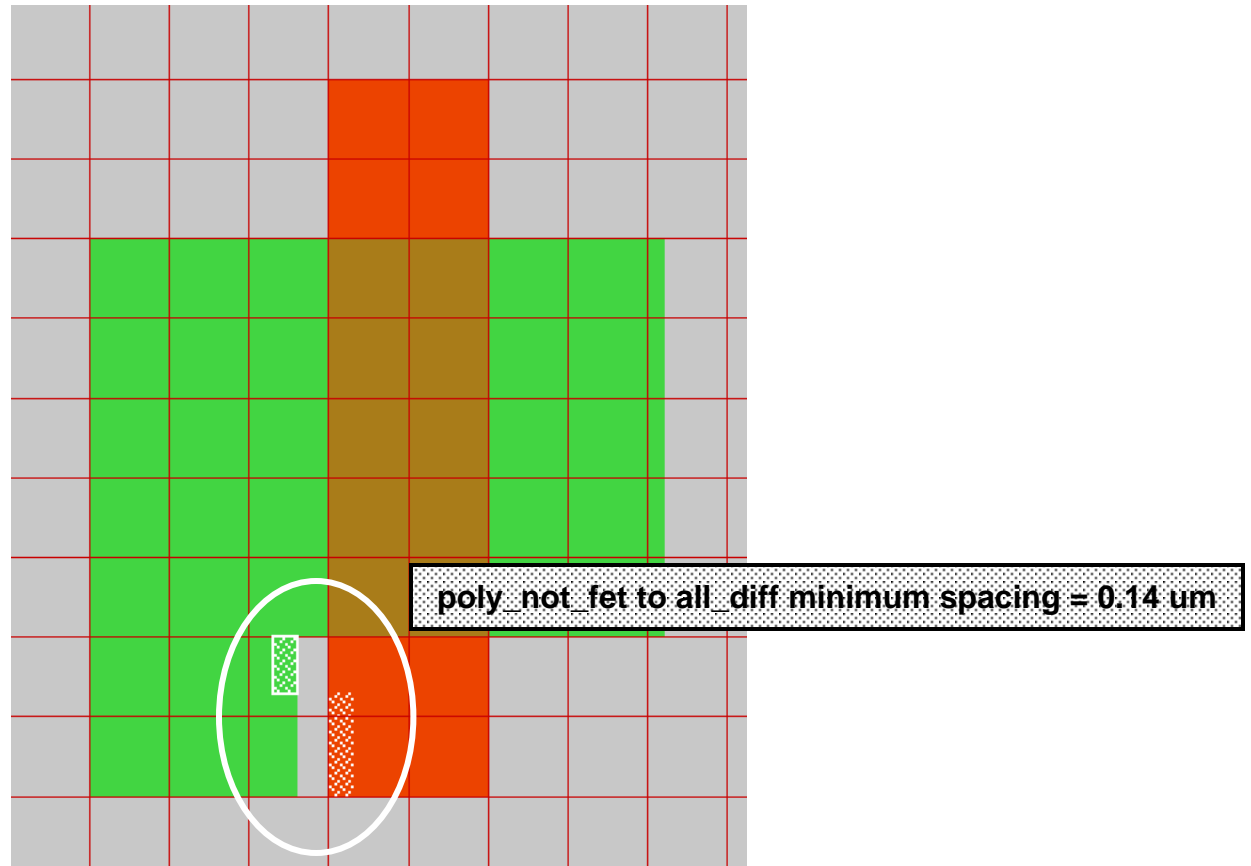 poly_not_fet to all_diff minimum spacing = 0.14 um